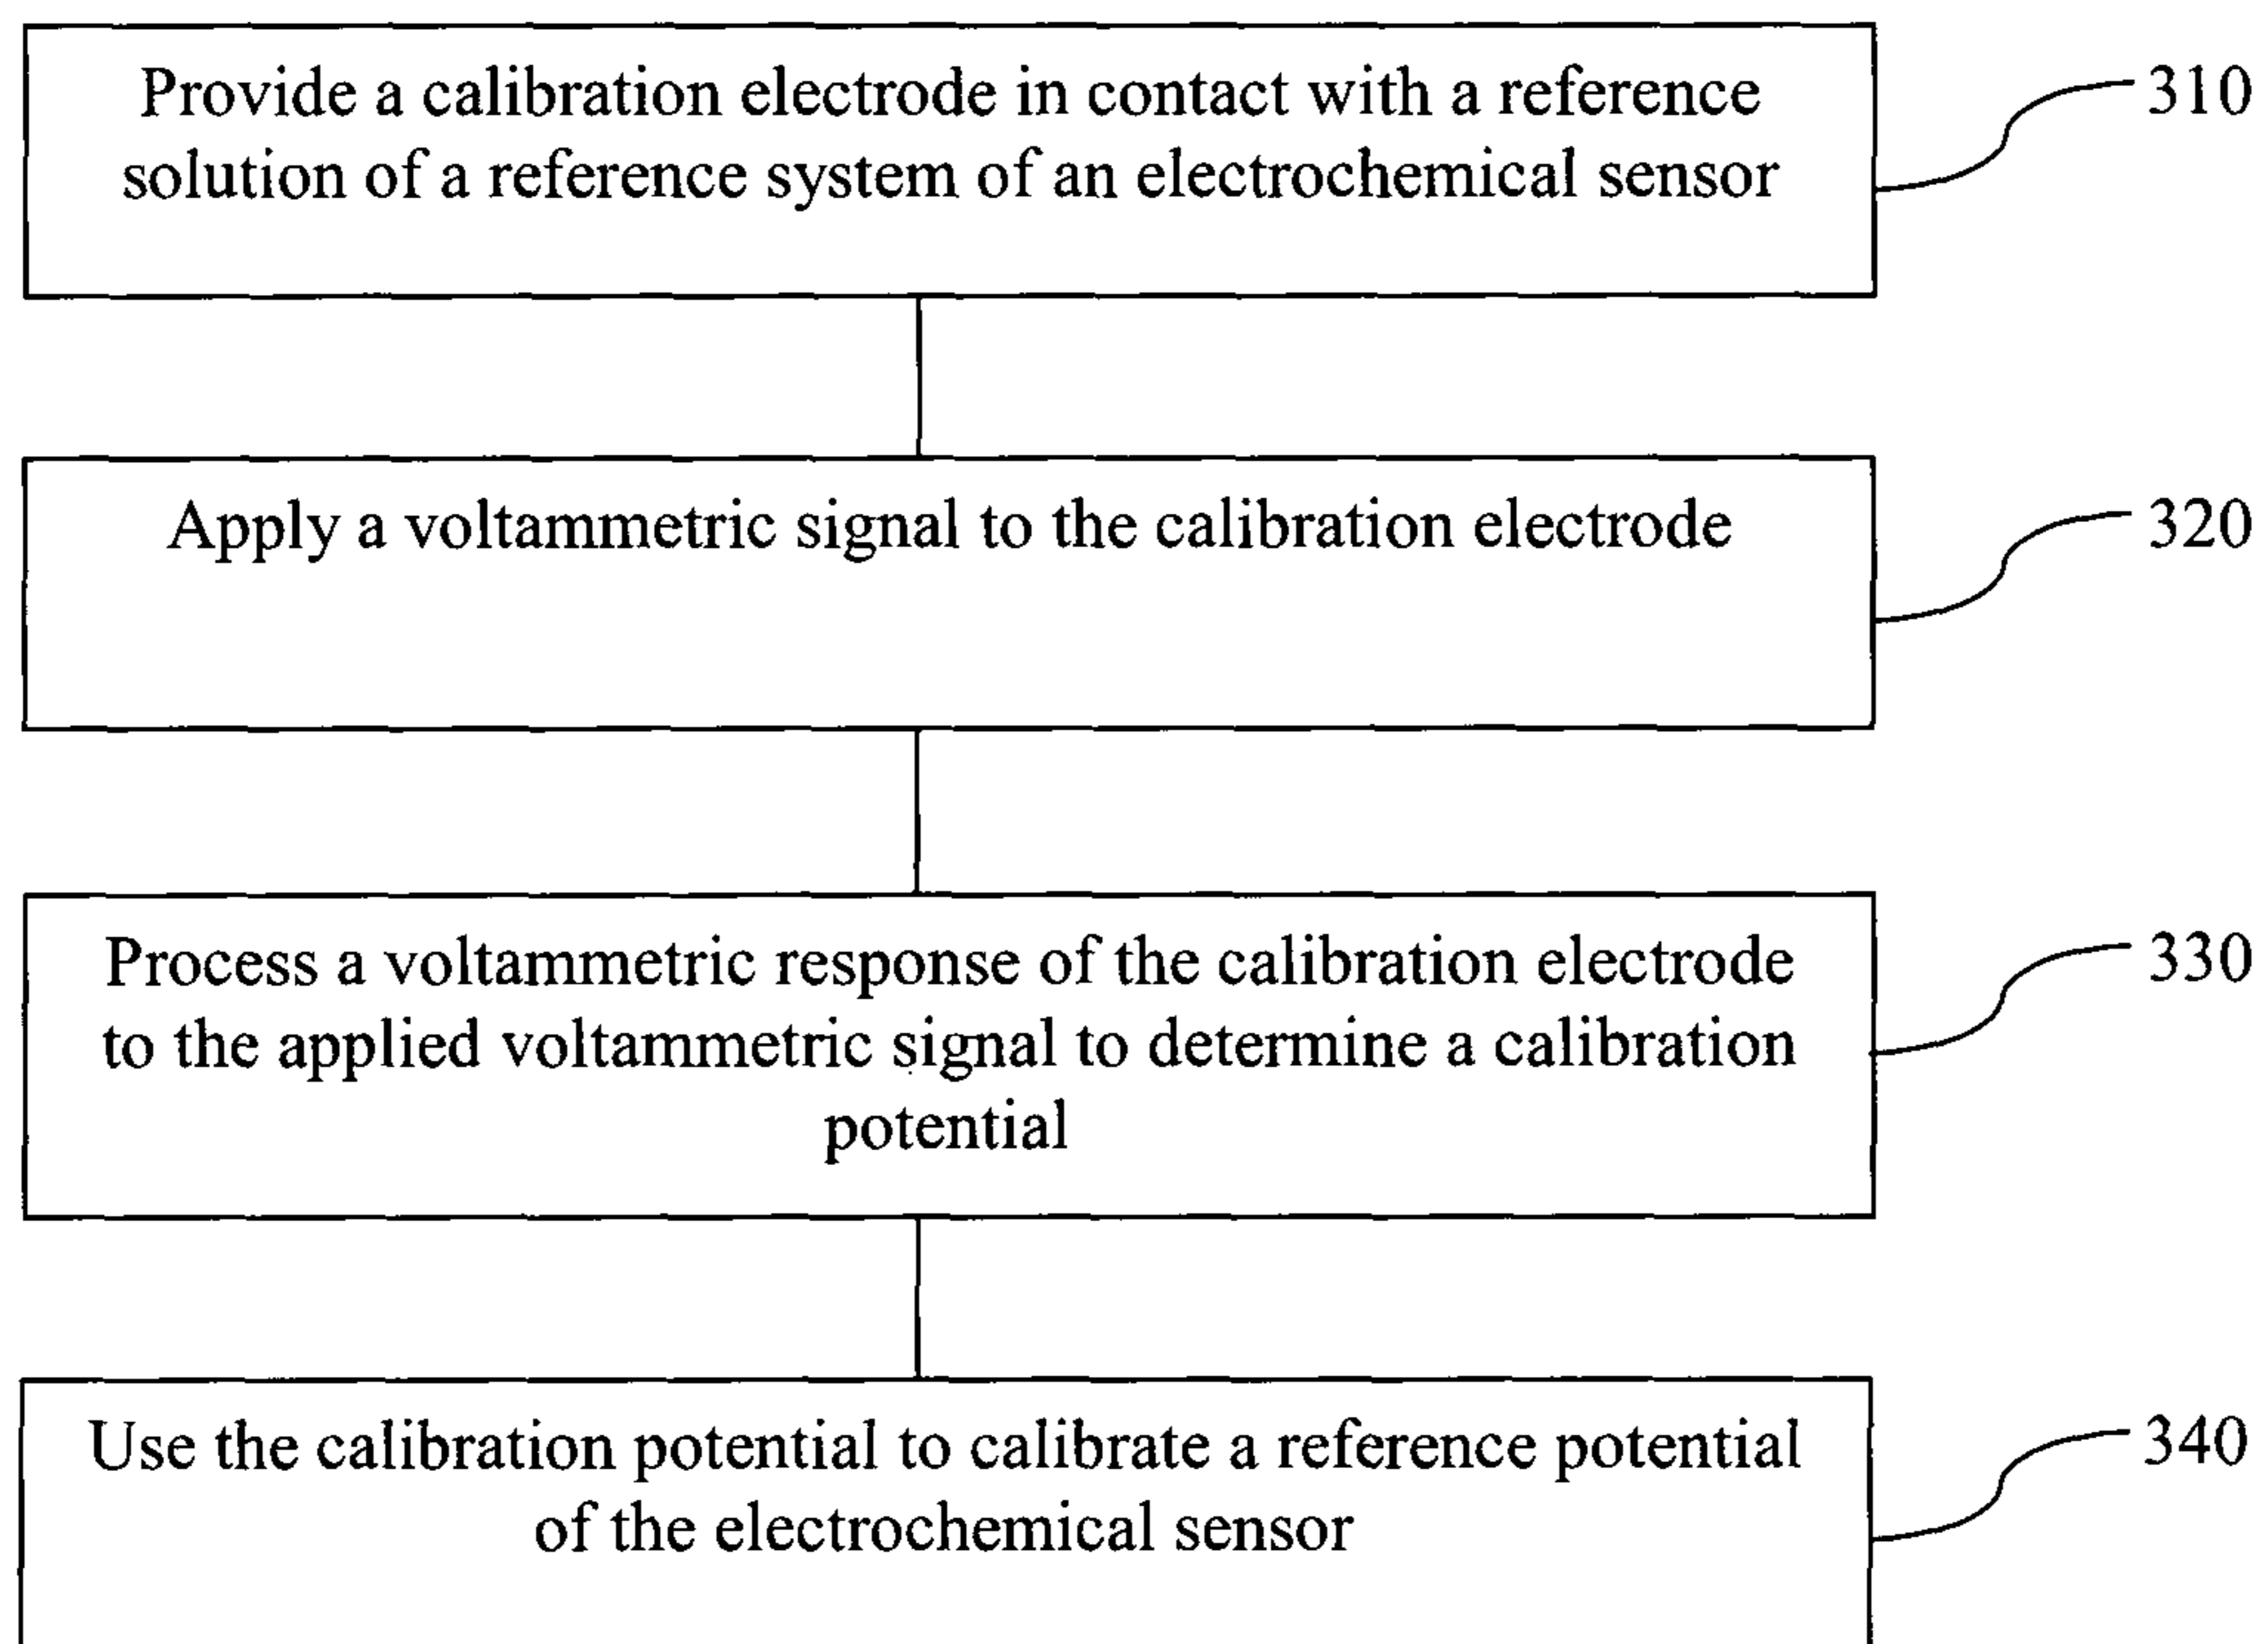 Provide a calibration electrode in contact with a reference
solution of a reference system of an electrochemical sensor
310
Apply a voltammetric signal to the calibration electrode
320
Process a voltammetric response of the calibration electrode
to the applied voltammetric signal to determine a calibration
potential
330
Use the calibration potential to calibrate a reference potential
of the electrochemical sensor
340